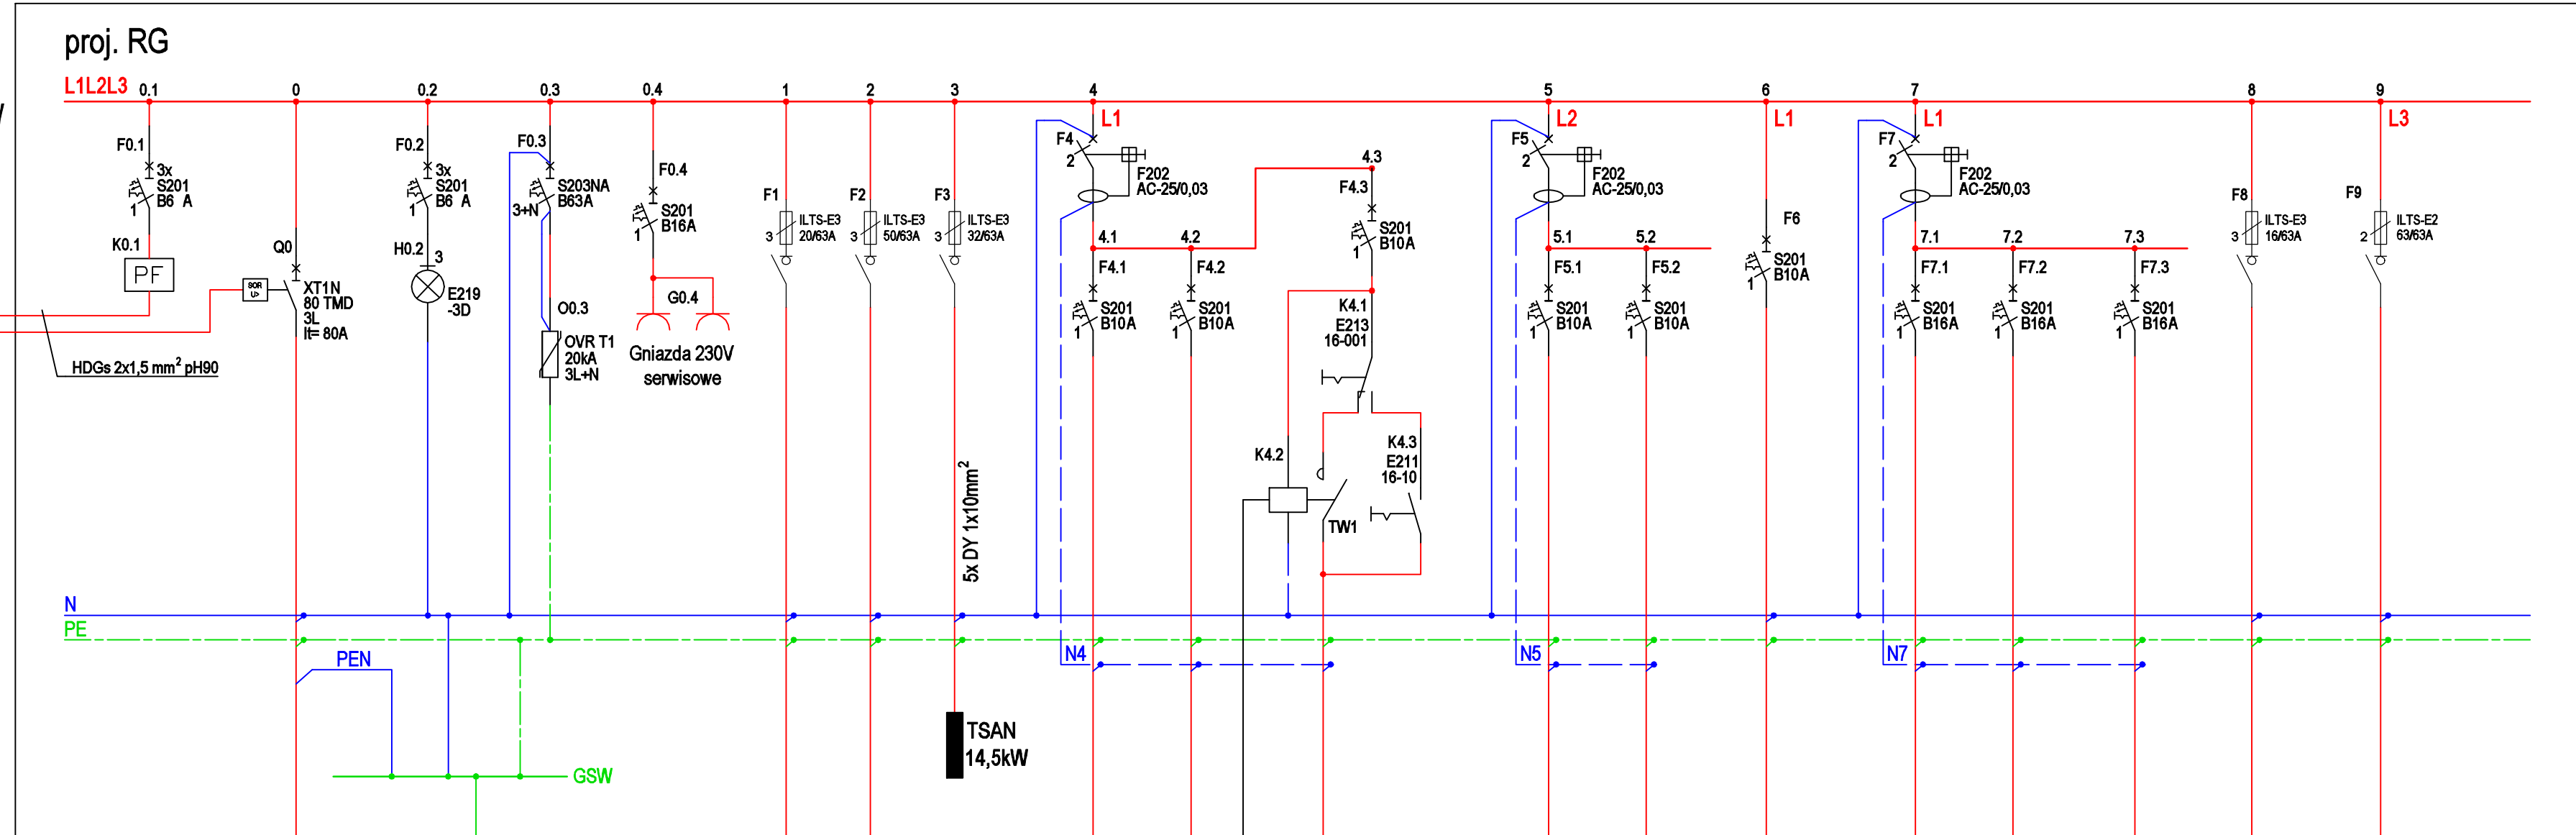 proj. RG
L1L2L3
0.1
0
0.2
0.3
0.4
1
2
3
4
5
6
7
8
9
L1
L2
L1
L1
L3
F0.1
3x
S201
B6 A
1
K0.1
PF
HDGs 2x1,5 mm² pH90
SOR
U>
Q0
XT1N
80 TMD
3L
It= 80A
F0.2
3x
S201
B6 A
1
H0.2
3
E219
-3D
F0.3
S203NA
B63A
3+N
O0.3
OVR T1
20kA
3L+N
F0.4
S201
B16A
1
G0.4
Gniazda 230V
serwisowe
F1
3
ILTS-E3
20/63A
F2
3
ILTS-E3
50/63A
F3
3
ILTS-E3
32/63A
5x DY 1x10mm²
TSAN
14,5kW
F4
2
F202
AC-25/0,03
4.1
4.2
4.3
F4.1
S201
B10A
1
F4.2
S201
B10A
1
F4.3
S201
B10A
1
K4.1
E213
16-001
K4.2
K4.3
E211
16-10
TW1
F5
2
F202
AC-25/0,03
5.1
5.2
F5.1
S201
B10A
1
F5.2
S201
B10A
1
F6
S201
B10A
1
F7
2
F202
AC-25/0,03
7.1
7.2
7.3
F7.1
S201
B16A
1
F7.2
S201
B16A
1
F7.3
S201
B16A
1
F8
3
ILTS-E3
16/63A
F9
2
ILTS-E2
63/63A
N
PE
PEN
N4
N5
N7
GSW